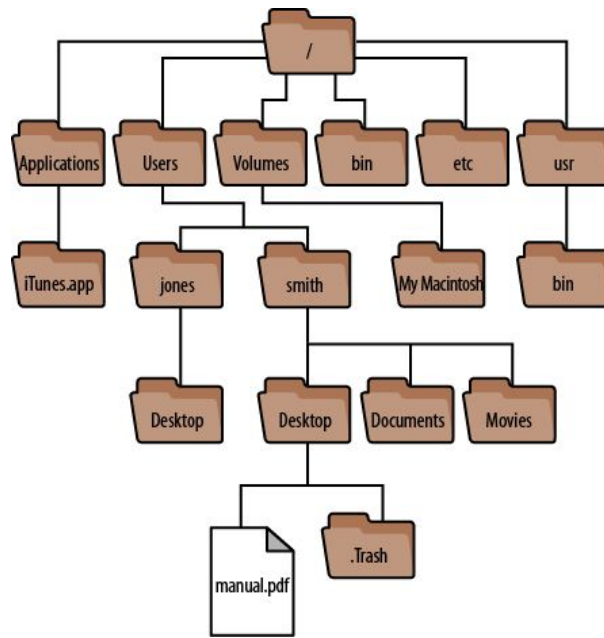 /
Applications
Users
Volumes
bin
etc
usr
iTunes.app
jones
smith
My Macintosh
bin
Desktop
Desktop
Documents
Movies
manual.pdf
.Trash